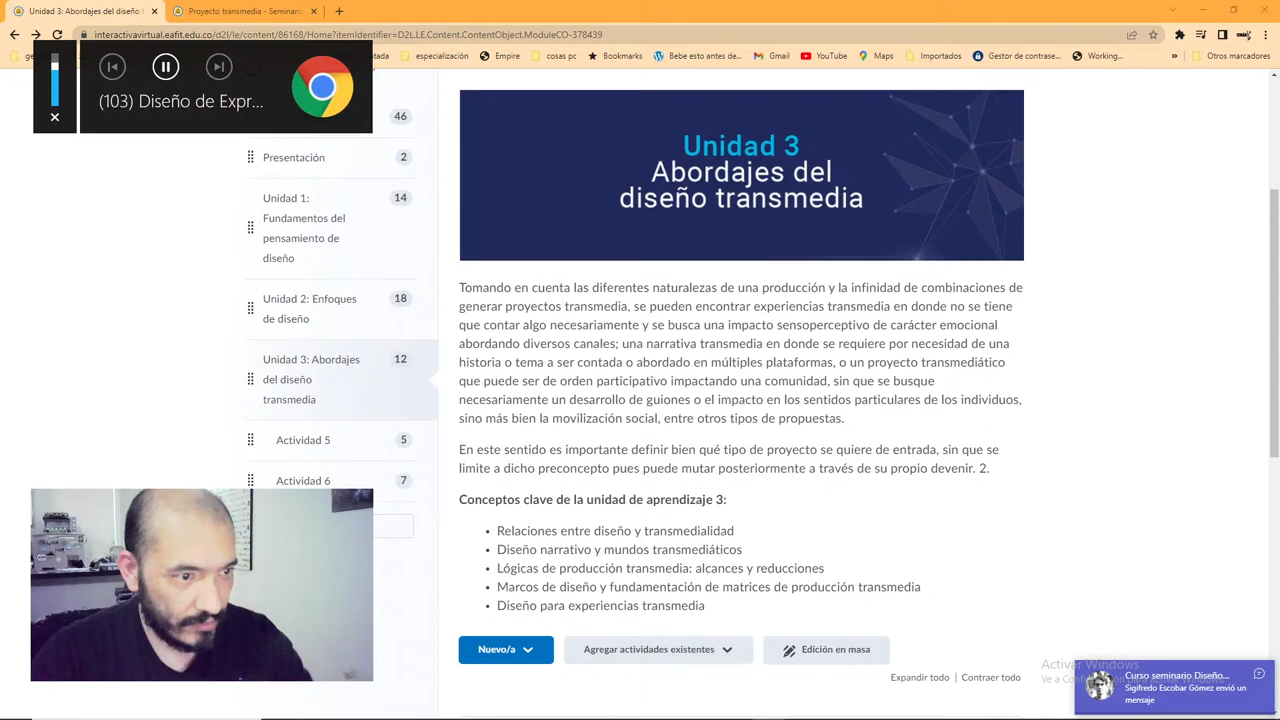 Unidad 3: Abordajes del diseño t
Proyecto transmedia - Seminario
interactivavirtual.eafit.edu.co/d2l/le/content/86168/Home?itemIdentifier=D2L.LE.Content.ContentObject.ModuleCO-378439
especialización
Empire
cosas pc
Bookmarks
Bebe esto antes de...
Gmail
YouTube
Maps
Importados
Gestor de contrase...
Working...
»
Otros marcadores
(103) Diseño de Expr...
46
Presentación
2
Unidad 1:
Fundamentos del
pensamiento de
diseño
14
Unidad 2: Enfoques
de diseño
18
Unidad 3: Abordajes
del diseño
transmedia
12
Actividad 5
5
Actividad 6
7
Unidad 3
Abordajes del
diseño transmedia
Tomando en cuenta las diferentes naturalezas de una producción y la infinidad de combinaciones de
generar proyectos transmedia, se pueden encontrar experiencias transmedia en donde no se tiene
que contar algo necesariamente y se busca una impacto sensoperceptivo de carácter emocional
abordando diversos canales; una narrativa transmedia en donde se requiere por necesidad de una
historia o tema a ser contada o abordado en múltiples plataformas, o un proyecto transmediático
que puede ser de orden participativo impactando una comunidad, sin que se busque
necesariamente un desarrollo de guiones o el impacto en los sentidos particulares de los individuos,
sino más bien la movilización social, entre otros tipos de propuestas.
En este sentido es importante definir bien qué tipo de proyecto se quiere de entrada, sin que se
limite a dicho preconcepto pues puede mutar posteriormente a través de su propio devenir. 2.
Conceptos clave de la unidad de aprendizaje 3:
• Relaciones entre diseño y transmedialidad
• Diseño narrativo y mundos transmediáticos
• Lógicas de producción transmedia: alcances y reducciones
• Marcos de diseño y fundamentación de matrices de producción transmedia
• Diseño para experiencias transmedia
Nuevo/a
Agregar actividades existentes
Edición en masa
Expandir todo | Contraer todo
Activar Windows
Curso seminario Diseño...
Sigifredo Escobar Gómez envió un
mensaje